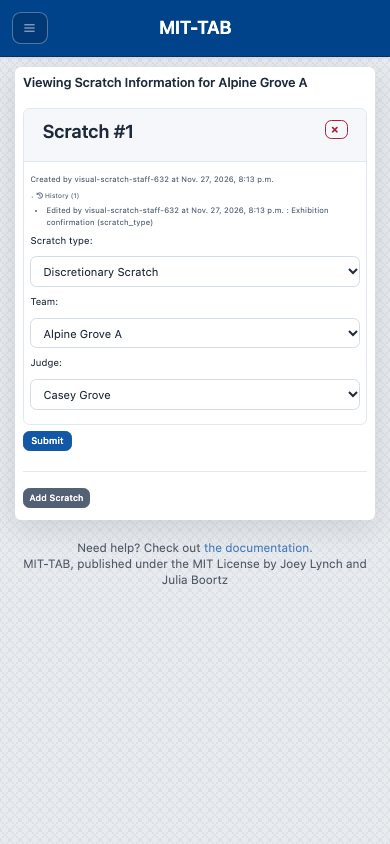 MIT-TAB
Viewing Scratch Information for Alpine Grove A
Scratch #1
Created by visual-scratch-staff-632 at Nov. 27, 2026, 8:13 p.m.
. History (1)
Edited by visual-scratch-staff-632 at Nov. 27, 2026, 8:13 p.m. : Exhibition
confirmation (scratch_type)
Scratch type:
Discretionary Scratch
Team:
Alpine Grove A
Judge:
Casey Grove
Submit
Add Scratch
Need help? Check out the documentation.
MIT-TAB, published under the MIT License by Joey Lynch and
Julia Boortz